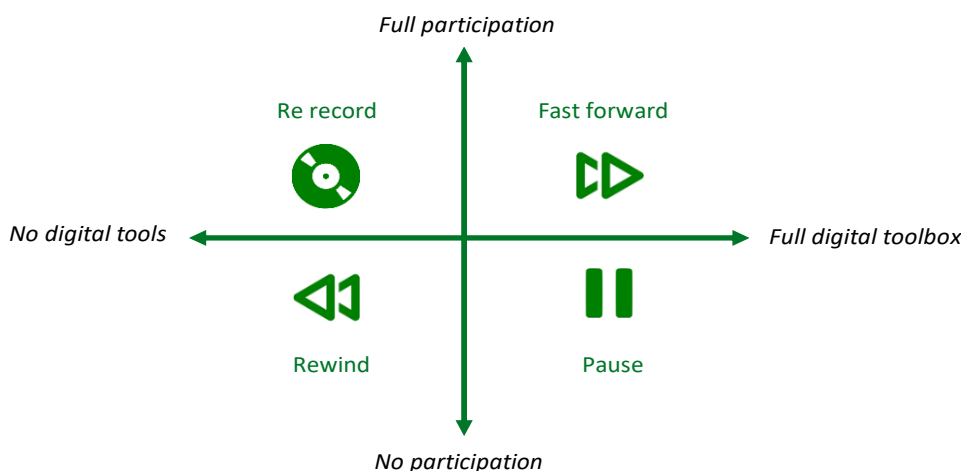 Full participation
Re record
Fast forward
No digital tools
Full digital toolbox
Rewind
Pause
No participation